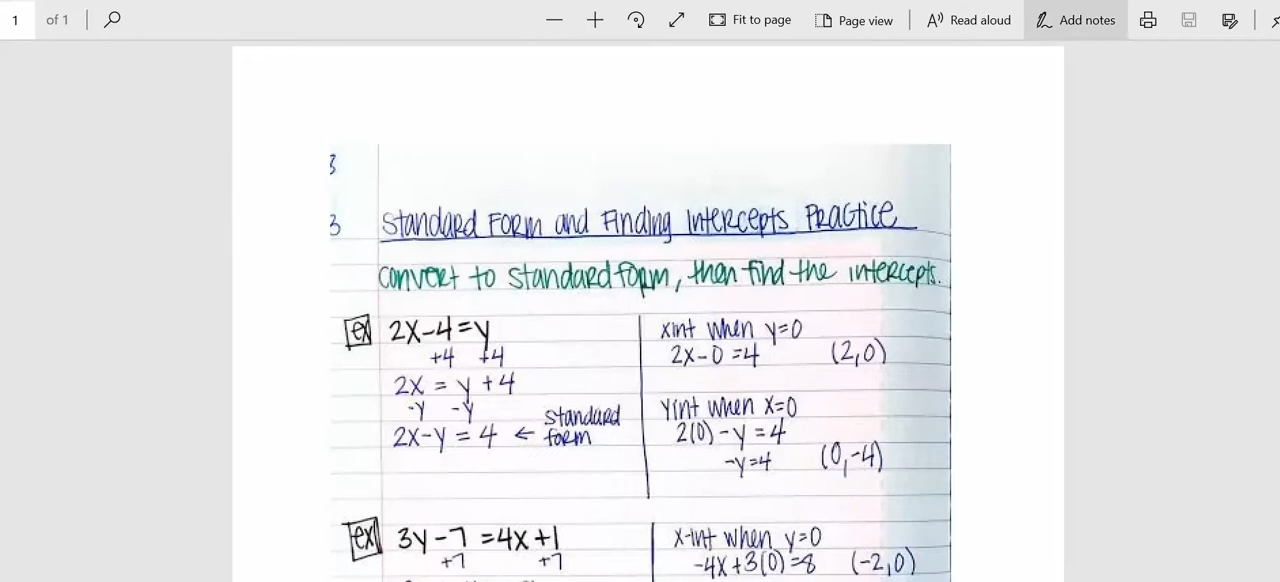 1 of 1 Fit to page Page view Read aloud Add notes
3
3 Standard Form and Finding Intercepts Practice
convert to standard form, then find the intercepts.
ex 2x-4=y
+4 +4
2x = y +4
-y -y
2x-y = 4 ← standard form
xint when y=0
2x-0=4 (2,0)
yint when x=0
2(0)-y=4
-y=4 (0,-4)
ex 3y-7=4x+1
+7 +7
x-int when y=0
-4x+3(0)=8 (-2,0)